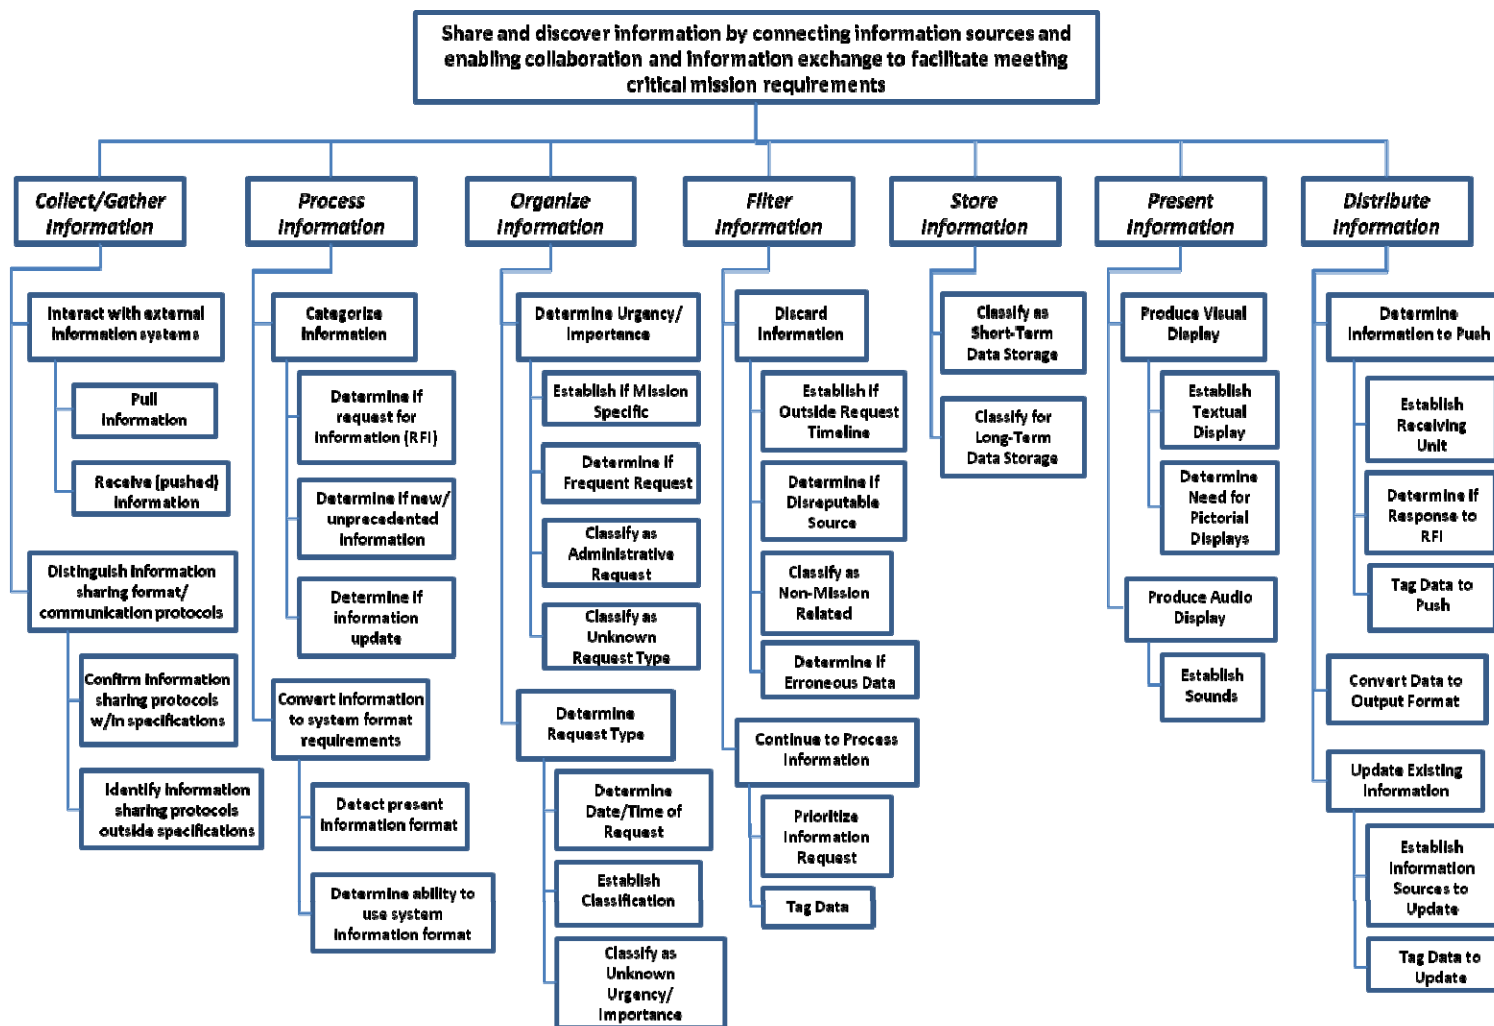 Share and discover information by connecting information sources and
enabling collaboration and information exchange to facilitate meeting
critical mission requirements
Collect/Gather
Information
Process
Information
Organize
Information
Filter
Information
Store
Information
Present
Information
Distribute
Information
Interact with external
information systems
Pull
Information
Receive (pushed)
information
Distinguish information
sharing format/
communication protocols
Confirm information
sharing protocols
w/in specifications
Identify information
sharing protocols
outside specifications
Categorize
Information
Determine if
request for
information (RFI)
Determine if new/
unprecedented
information
Determine if
information
update
Convert information
to system format
requirements
Detect present
information format
Determine ability to
use system
information format
Determine Urgency/
Importance
Establish if Mission
Specific
Determine if
Frequent Request
Classify as
Administrative
Request
Classify as
Unknown
Request Type
Determine
Request Type
Determine
Date/Time of
Request
Establish
Classification
Classify as
Unknown
Urgency/
Importance
Discard
Information
Establish if
Outside Request
Timeline
Determine if
Disreputable
Source
Classify as
Non-Mission
Related
Determine if
Erroneous Data
Continue to Process
Information
Prioritize
Information
Request
Tag Data
Classify as
Short-Term
Data Storage
Classify for
Long-Term
Data Storage
Produce Visual
Display
Establish
Textual
Display
Determine
Need for
Pictorial
Displays
Produce Audio
Display
Establish
Sounds
Determine
Information to Push
Establish
Receiving
Unit
Determine if
Response to
RFI
Tag Data to
Push
Convert Data to
Output Format
Update Existing
Information
Establish
Information
Sources to
Update
Tag Data to
Update